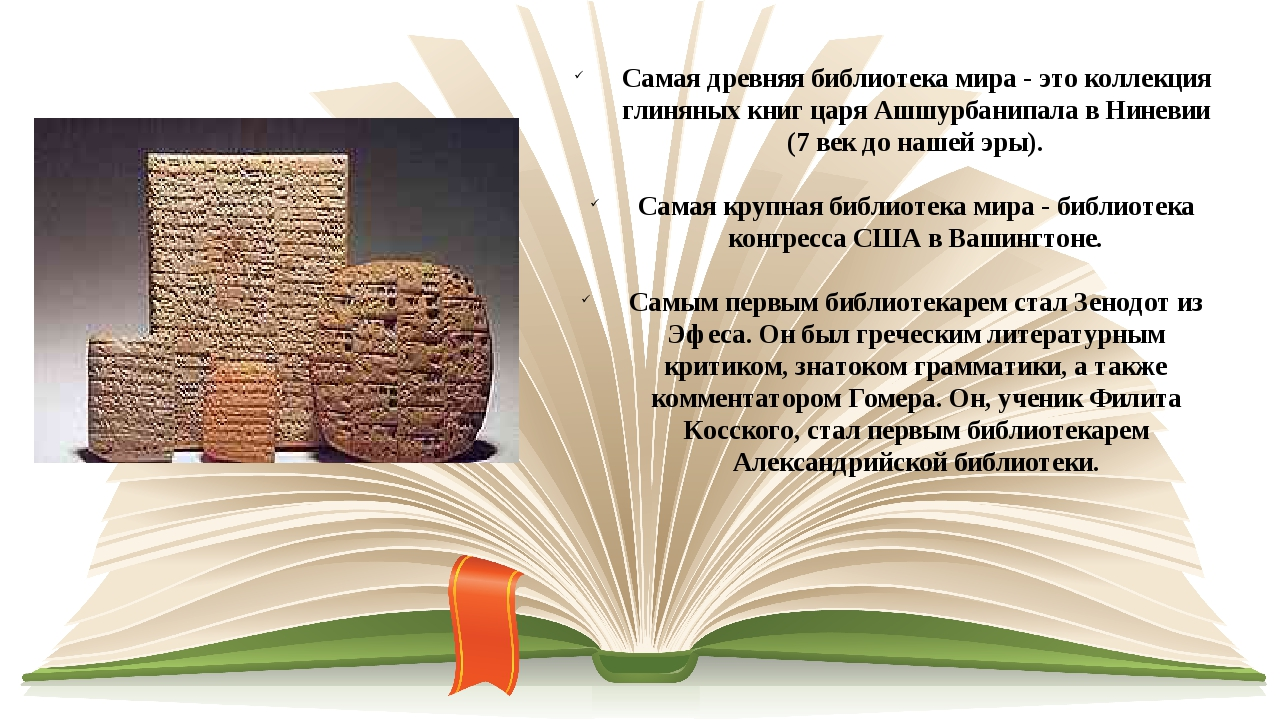 ✓ Самая древняя библиотека мира - это коллекция
глиняных книг царя Ашшурбанипала в Ниневии
(7 век до нашей эры).
✓ Самая крупная библиотека мира - библиотека
конгресса США в Вашингтоне.
✓ Самым первым библиотекарем стал Зенодот из
Эфеса. Он был греческим литературным
критиком, знатоком грамматики, а также
комментатором Гомера. Он, ученик Филита
Косского, стал первым библиотекарем
Александрийской библиотеки.